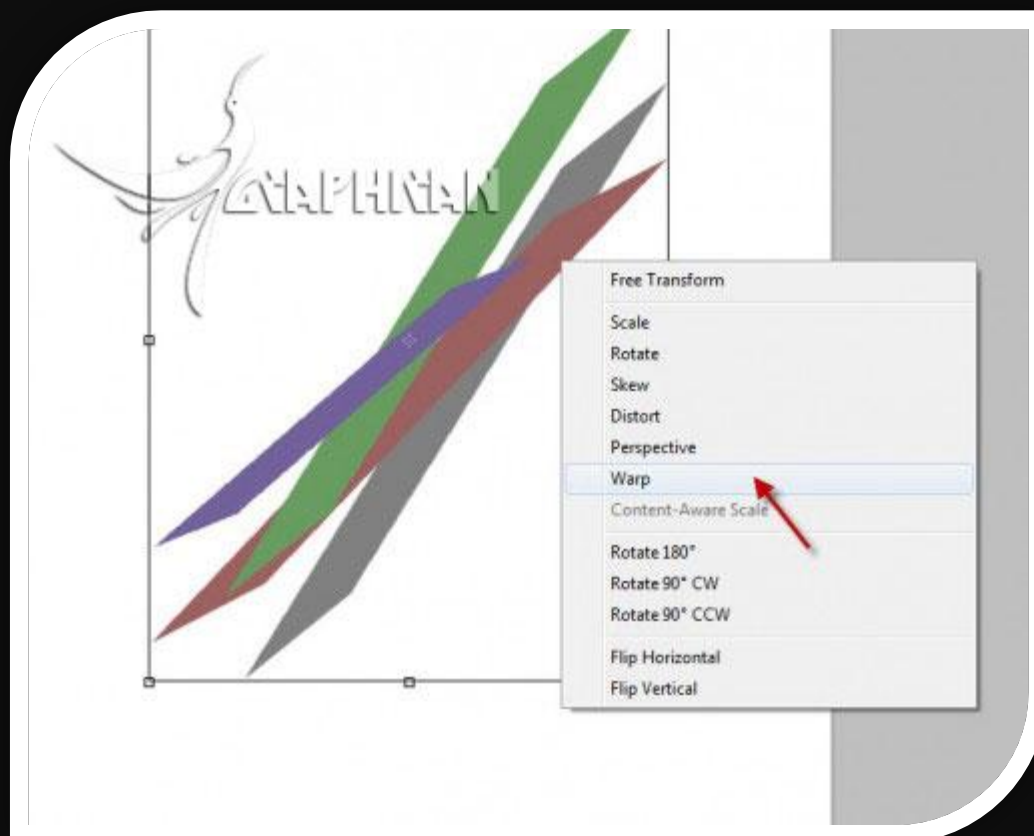 GRAPHRAN
Free Transform
Scale
Rotate
Skew
Distort
Perspective
Warp
Content-Aware Scale
Rotate 180°
Rotate 90° CW
Rotate 90° CCW
Flip Horizontal
Flip Vertical